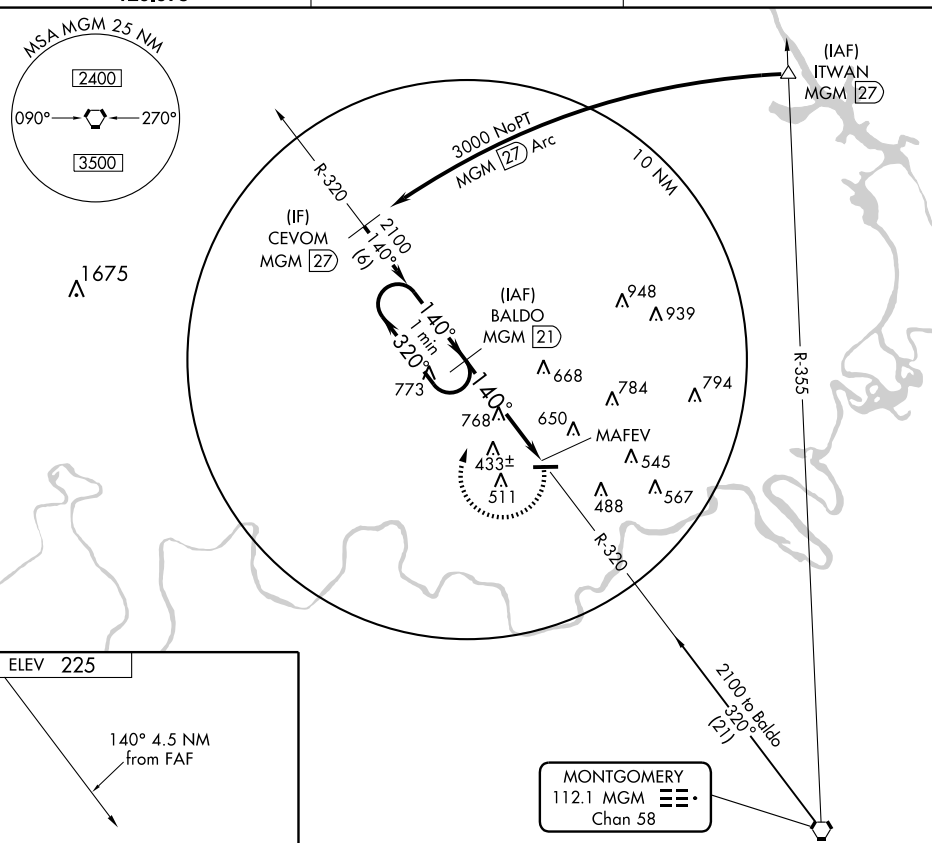 MSA MGM 25 NM
2400
090°
270°
3500
(IAF)
ITWAN
MGM 27
3000 NoPT
MGM 27 Arc
10 NM
R-320
(IF)
CEVOM
MGM 27
2100
140°
(6)
1675
140°
1 min
320°
(IAF)
BALDO
MGM 21
948
939
773
668
140°
784
794
768
650
MAFEV
433±
545
511
488
567
R-355
R-320
ELEV 225
140° 4.5 NM
from FAF
2100 to Baldo
320°
(21)
MONTGOMERY
112.1 MGM
Chan 58